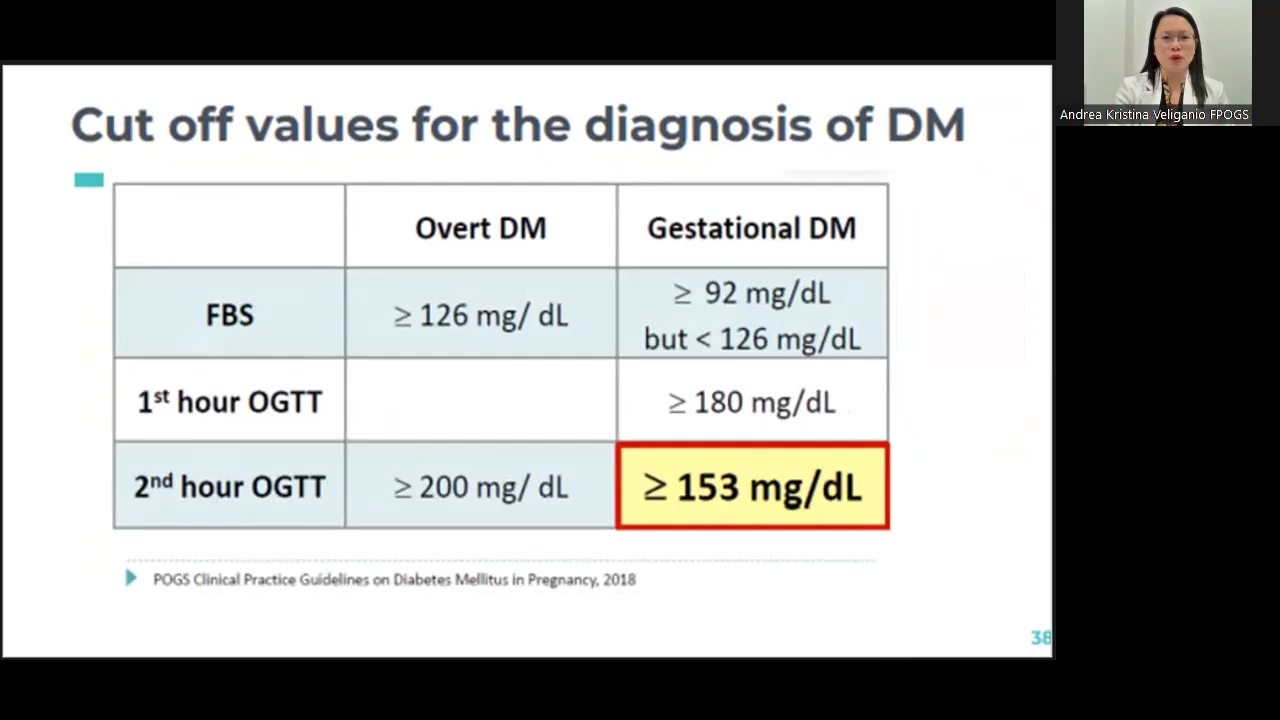 Cut off values for the diagnosis of DM
Overt DM
Gestational DM
FBS
≥ 126 mg/ dL
≥ 92 mg/dL
but < 126 mg/dL
1st hour OGTT
≥ 180 mg/dL
2nd hour OGTT
≥ 200 mg/ dL
≥ 153 mg/dL
POGS Clinical Practice Guidelines on Diabetes Mellitus in Pregnancy, 2018
38
Andrea Kristina Veliganio FPOGS